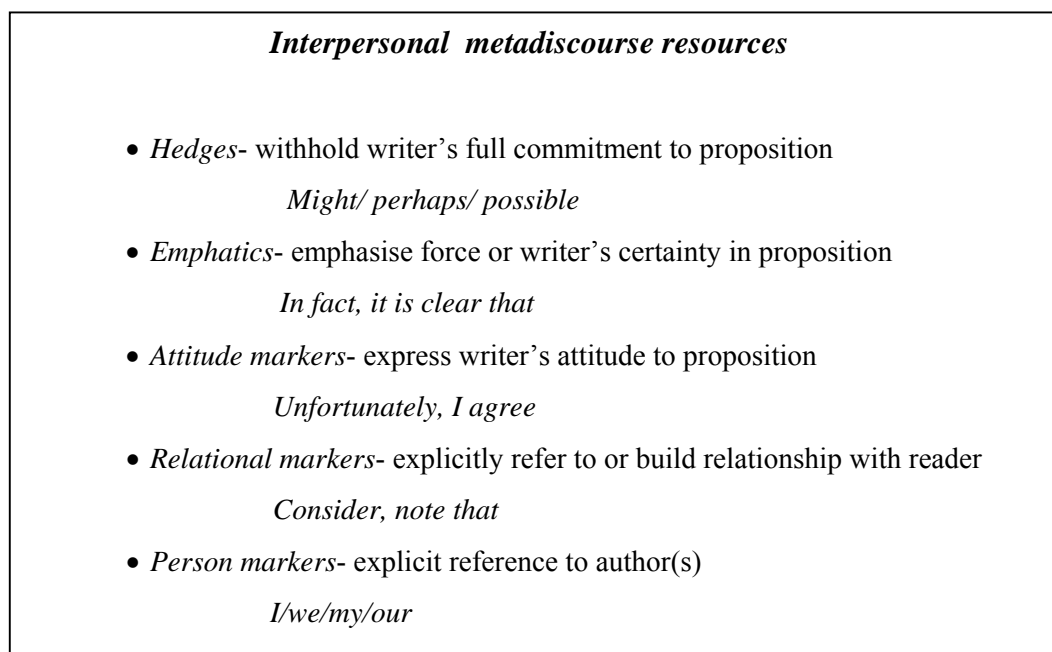 Interpersonal metadiscourse resources
• Hedges- withhold writer's full commitment to proposition
Might/ perhaps/ possible
• Emphatics- emphasise force or writer's certainty in proposition
In fact, it is clear that
• Attitude markers- express writer's attitude to proposition
Unfortunately, I agree
• Relational markers- explicitly refer to or build relationship with reader
Consider, note that
• Person markers- explicit reference to author(s)
I/we/my/our